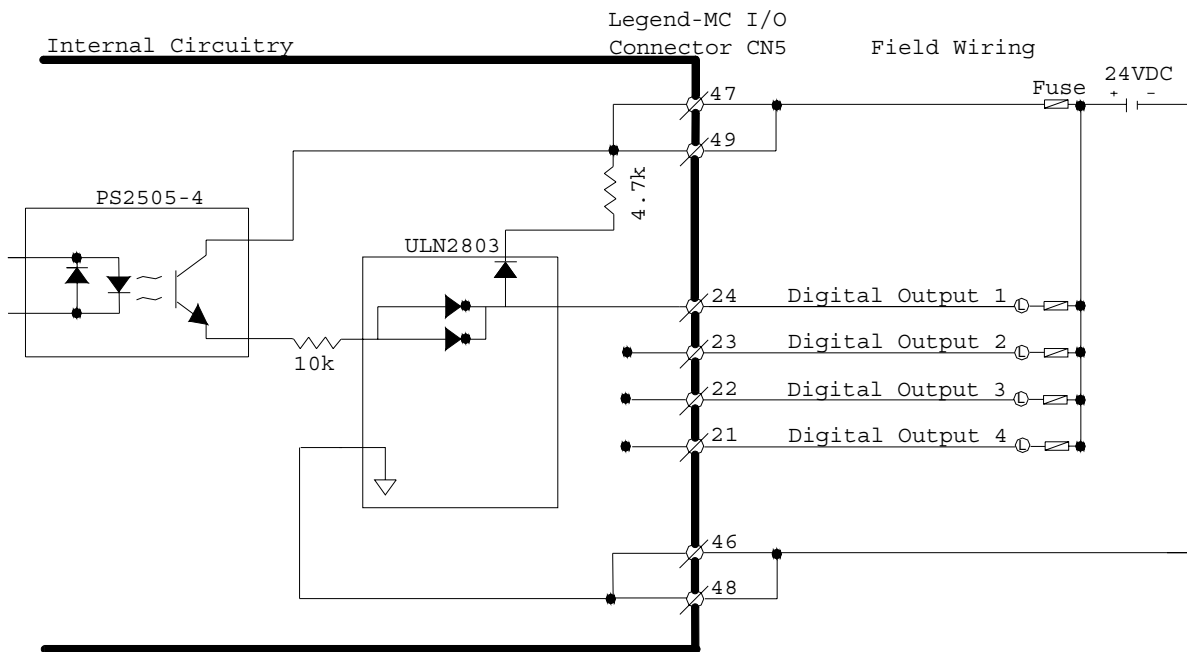 Legend-MC I/O
Internal Circuitry
Connector CN5
Field Wiring
24VDC
+ -
Fuse
47
49
4.7k
PS2505-4
ULN2803
10k
24
Digital Output 1
L
23
Digital Output 2
L
22
Digital Output 3
L
21
Digital Output 4
L
46
48